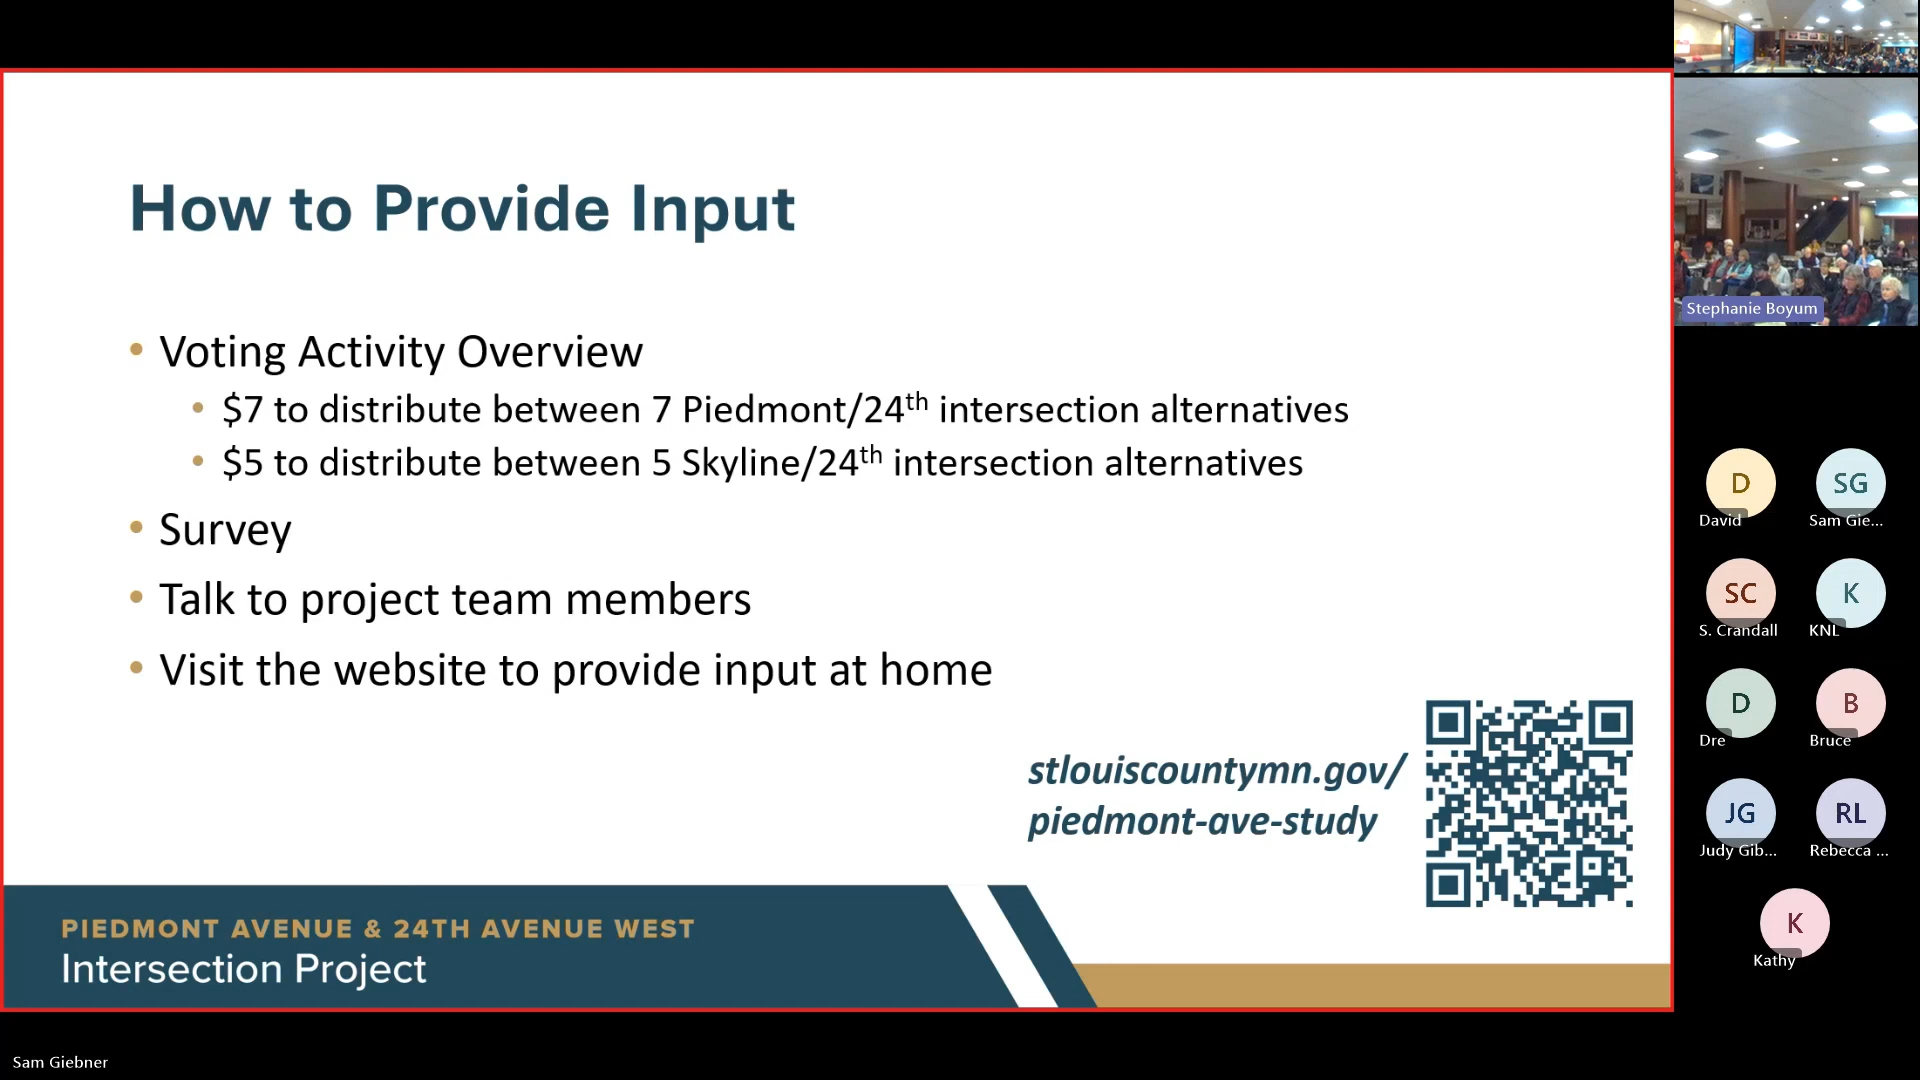 How to Provide Input
• Voting Activity Overview
• $7 to distribute between 7 Piedmont/24th intersection alternatives
• $5 to distribute between 5 Skyline/24th intersection alternatives
• Survey
• Talk to project team members
• Visit the website to provide input at home
stlouiscountymn.gov/
piedmont-ave-study
PIEDMONT AVENUE & 24TH AVENUE WEST
Intersection Project
Sam Giebner
Stephanie Boyum
D
David
SG
Sam Gie...
SC
S. Crandall
K
KNL
D
Dre
B
Bruce
JG
Judy Gib...
RL
Rebecca ...
K
Kathy